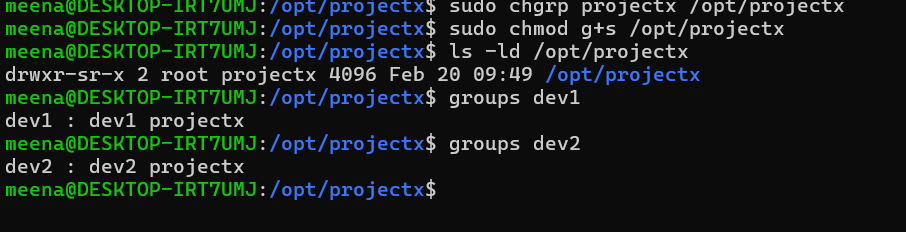 meena@DESKTOP-IRT7UMJ:/opt/projectx$ sudo chgrp projectx /opt/projectx
meena@DESKTOP-IRT7UMJ:/opt/projectx$ sudo chmod g+s /opt/projectx
meena@DESKTOP-IRT7UMJ:/opt/projectx$ ls -ld /opt/projectx
drwxr-sr-x 2 root projectx 4096 Feb 20 09:49 /opt/projectx
meena@DESKTOP-IRT7UMJ:/opt/projectx$ groups dev1
dev1 : dev1 projectx
meena@DESKTOP-IRT7UMJ:/opt/projectx$ groups dev2
dev2 : dev2 projectx
meena@DESKTOP-IRT7UMJ:/opt/projectx$